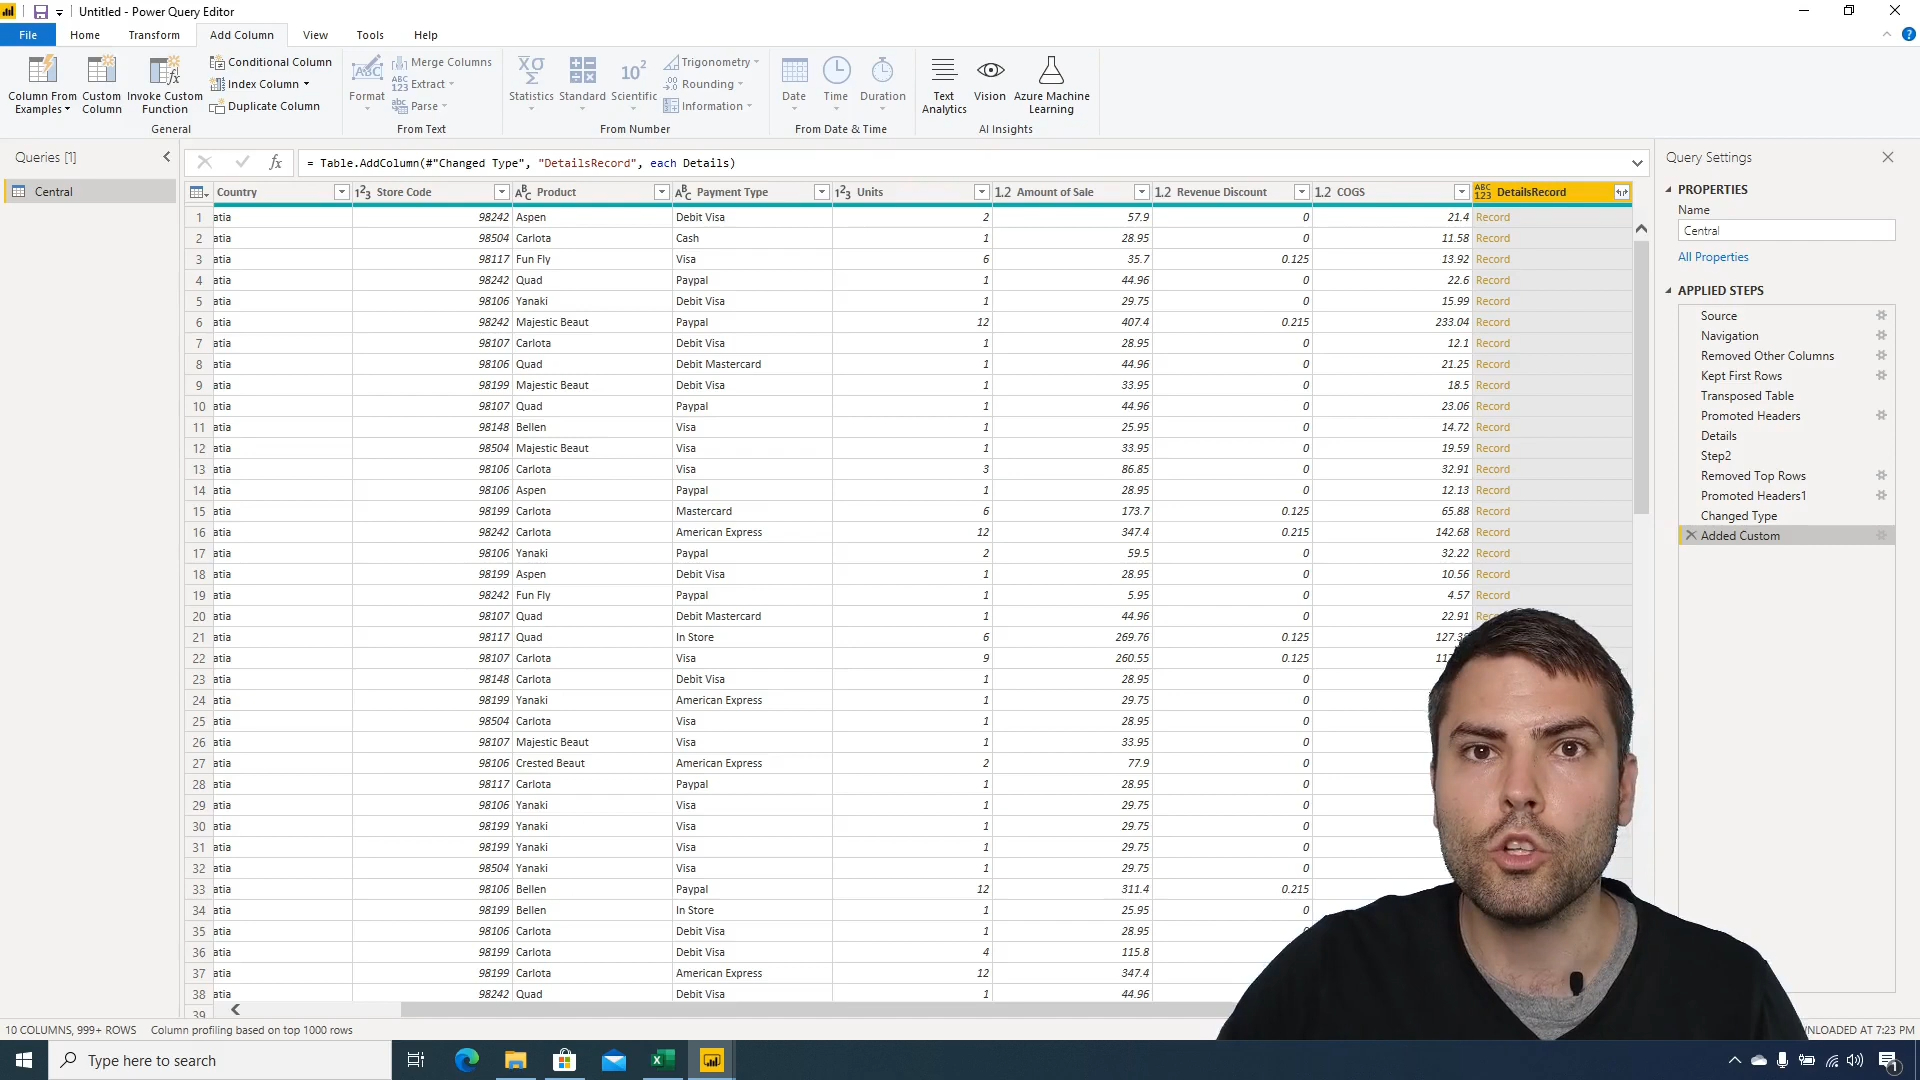 Untitled - Power Query Editor
File Home Transform Add Column View Tools Help
Column From Examples
Custom Column
Invoke Custom Function
Conditional Column
Index Column
Duplicate Column
General
Format
Merge Columns
Extract
Parse
From Text
Statistics
Standard
Scientific
Trigonometry
Rounding
Information
From Number
Date
Time
Duration
From Date & Time
Text Analytics
Vision
Azure Machine Learning
AI Insights
Queries [1]
Central
= Table.AddColumn(#"Changed Type", "DetailsRecord", each Details)
Country Store Code Product Payment Type Units Amount of Sale Revenue Discount COGS DetailsRecord
1 atia 98242 Aspen Debit Visa 2 57.9 0 21.4 Record
2 atia 98504 Carlota Cash 1 28.95 0 11.58 Record
3 atia 98117 Fun Fly Visa 6 35.7 0.125 13.92 Record
4 atia 98242 Quad Paypal 1 44.96 0 22.6 Record
5 atia 98106 Yanaki Debit Visa 1 29.75 0 15.99 Record
6 atia 98242 Majestic Beaut Paypal 12 407.4 0.215 233.04 Record
7 atia 98107 Carlota Debit Visa 1 28.95 0 12.1 Record
8 atia 98106 Quad Debit Mastercard 1 44.96 0 21.25 Record
9 atia 98199 Majestic Beaut Debit Visa 1 33.95 0 18.5 Record
10 atia 98107 Quad Paypal 1 44.96 0 23.06 Record
11 atia 98148 Bellen Visa 1 25.95 0 14.72 Record
12 atia 98504 Majestic Beaut Visa 1 33.95 0 19.59 Record
13 atia 98106 Carlota Visa 3 86.85 0 32.91 Record
14 atia 98106 Aspen Paypal 1 28.95 0 12.13 Record
15 atia 98199 Carlota Mastercard 6 173.7 0.125 65.88 Record
16 atia 98242 Carlota American Express 12 347.4 0.215 142.68 Record
17 atia 98106 Yanaki Paypal 2 59.5 0 32.22 Record
18 atia 98199 Aspen Debit Visa 1 28.95 0 10.56 Record
19 atia 98242 Fun Fly Paypal 1 5.95 0 4.57 Record
20 atia 98107 Quad Debit Mastercard 1 44.96 0 22.91
21 atia 98117 Quad In Store 6 269.76 0.125
22 atia 98107 Carlota Visa 9 260.55 0.125
23 atia 98148 Carlota Debit Visa 1 28.95 0
24 atia 98199 Yanaki American Express 1 29.75 0
25 atia 98504 Carlota Visa 1 28.95 0
26 atia 98107 Majestic Beaut Visa 1 33.95 0
27 atia 98106 Crested Beaut American Express 2 77.9 0
28 atia 98117 Carlota Paypal 1 28.95 0
29 atia 98106 Yanaki Visa 1 29.75 0
30 atia 98199 Yanaki Visa 1 29.75 0
31 atia 98199 Yanaki Visa 1 29.75 0
32 atia 98504 Yanaki Visa 1 29.75 0
33 atia 98106 Bellen Paypal 12 311.4 0.215
34 atia 98199 Bellen In Store 1 25.95 0
35 atia 98106 Carlota Debit Visa 1 28.95
36 atia 98199 Carlota Debit Visa 4 115.8
37 atia 98199 Carlota American Express 12 347.4
38 atia 98242 Quad Debit Visa 1 44.96
39
Query Settings
PROPERTIES
Name
Central
All Properties
APPLIED STEPS
Source
Navigation
Removed Other Columns
Kept First Rows
Transposed Table
Promoted Headers
Details
Step2
Removed Top Rows
Promoted Headers1
Changed Type
Added Custom
10 COLUMNS, 999+ ROWS Column profiling based on top 1000 rows
NLOADED AT 7:23 PM
Type here to search